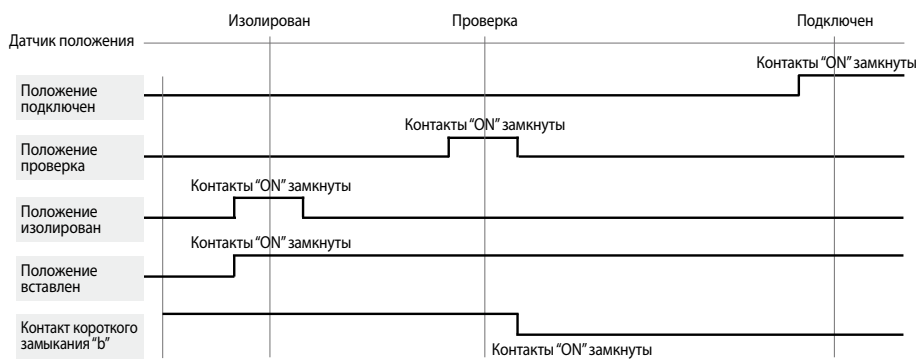 Изолирован Проверка Подключен
Датчик положения
Контакты “ON” замкнуты
Положение
подключен
Контакты “ON” замкнуты
Положение
проверка
Контакты “ON” замкнуты
Положение
изолирован
Контакты “ON” замкнуты
Положение
вставлен
Контакт короткого
замыкания “b”
Контакты “ON” замкнуты